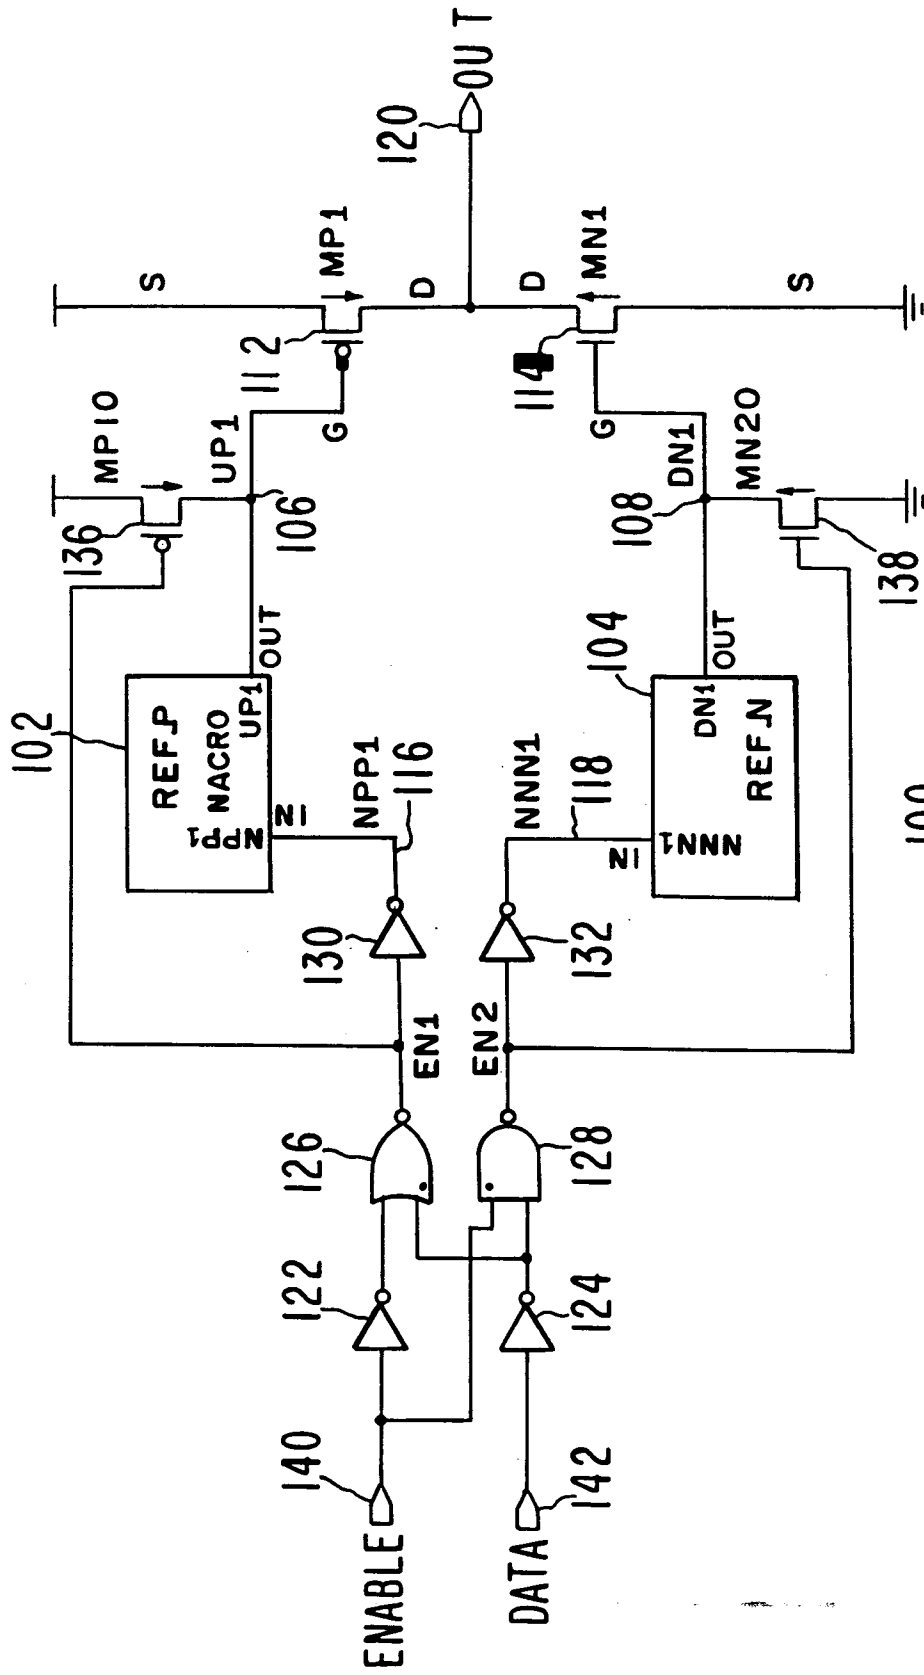 ENABLE
140
DATA
142
122
124
126
128
EN1
EN2
130
132
NPP1
116
NNN1
118
102
REF_P
NACRO
NPP1
IN
UP1
OUT
104
REF_N
NNN1
IN
DN1
OUT
136
MP10
UP1
106
108
DN1
MN20
138
G
112
MP1
S
D
G
114
MN1
D
S
120
OUT
100